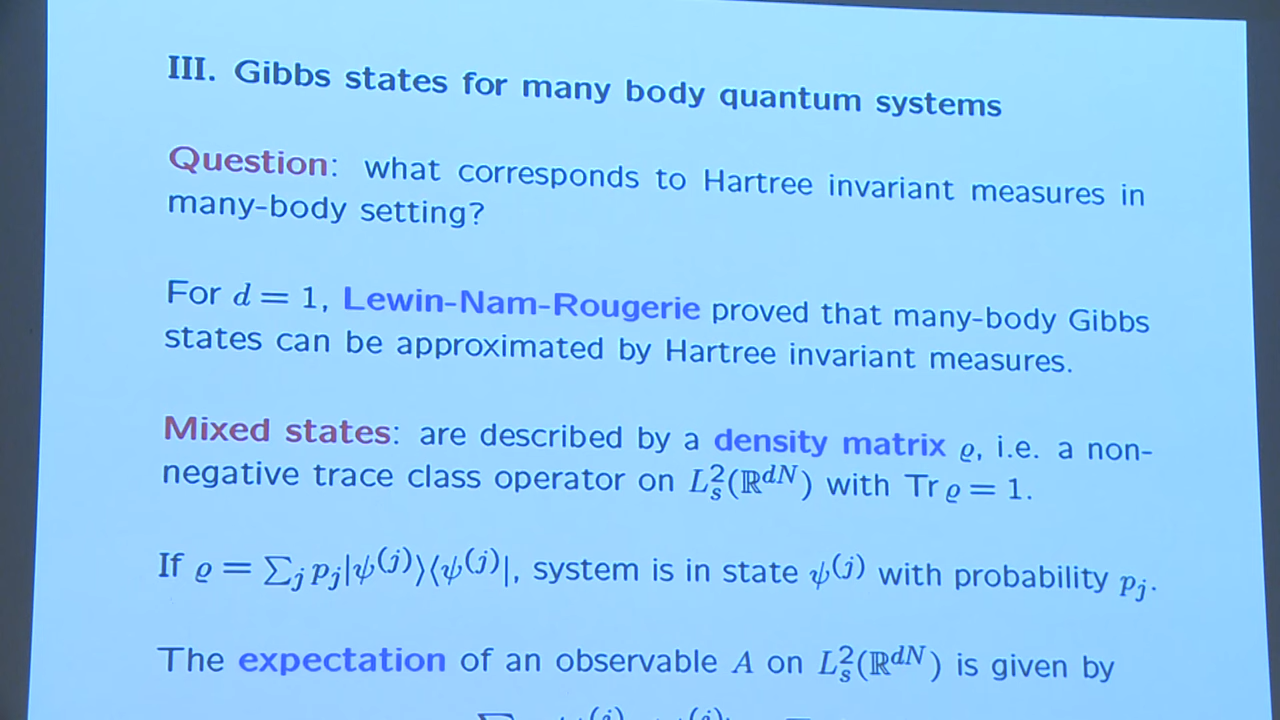 III. Gibbs states for many body quantum systems
Question: what corresponds to Hartree invariant measures in
many-body setting?
For d = 1, Lewin-Nam-Rougerie proved that many-body Gibbs
states can be approximated by Hartree invariant measures.
Mixed states: are described by a density matrix ϱ, i.e. a non-
negative trace class operator on L²ₛ(ℝᵈᴺ) with Tr ϱ = 1.
If ϱ = ∑ⱼ pⱼ|ψ⁽ʲ⁾⟩⟨ψ⁽ʲ⁾|, system is in state ψ⁽ʲ⁾ with probability pⱼ.
The expectation of an observable A on L²ₛ(ℝᵈᴺ) is given by